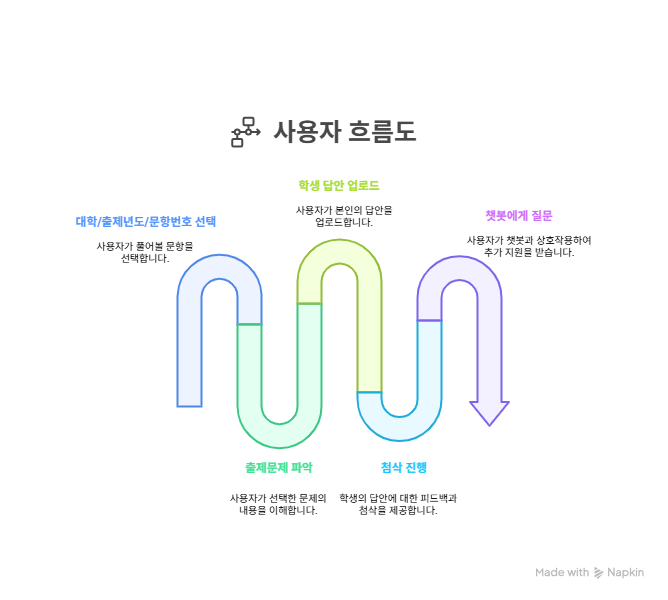 사용자 흐름도
대학/출제년도/문항번호 선택
사용자가 풀어볼 문항을
선택합니다.
출제문제 파악
사용자가 선택한 문제의
내용을 이해합니다.
학생 답안 업로드
사용자가 본인의 답안을
업로드합니다.
첨삭 진행
학생의 답안에 대한 피드백과
첨삭을 제공합니다.
챗봇에게 질문
사용자가 챗봇과 상호작용하여
추가 지원을 받습니다.
Made with Napkin